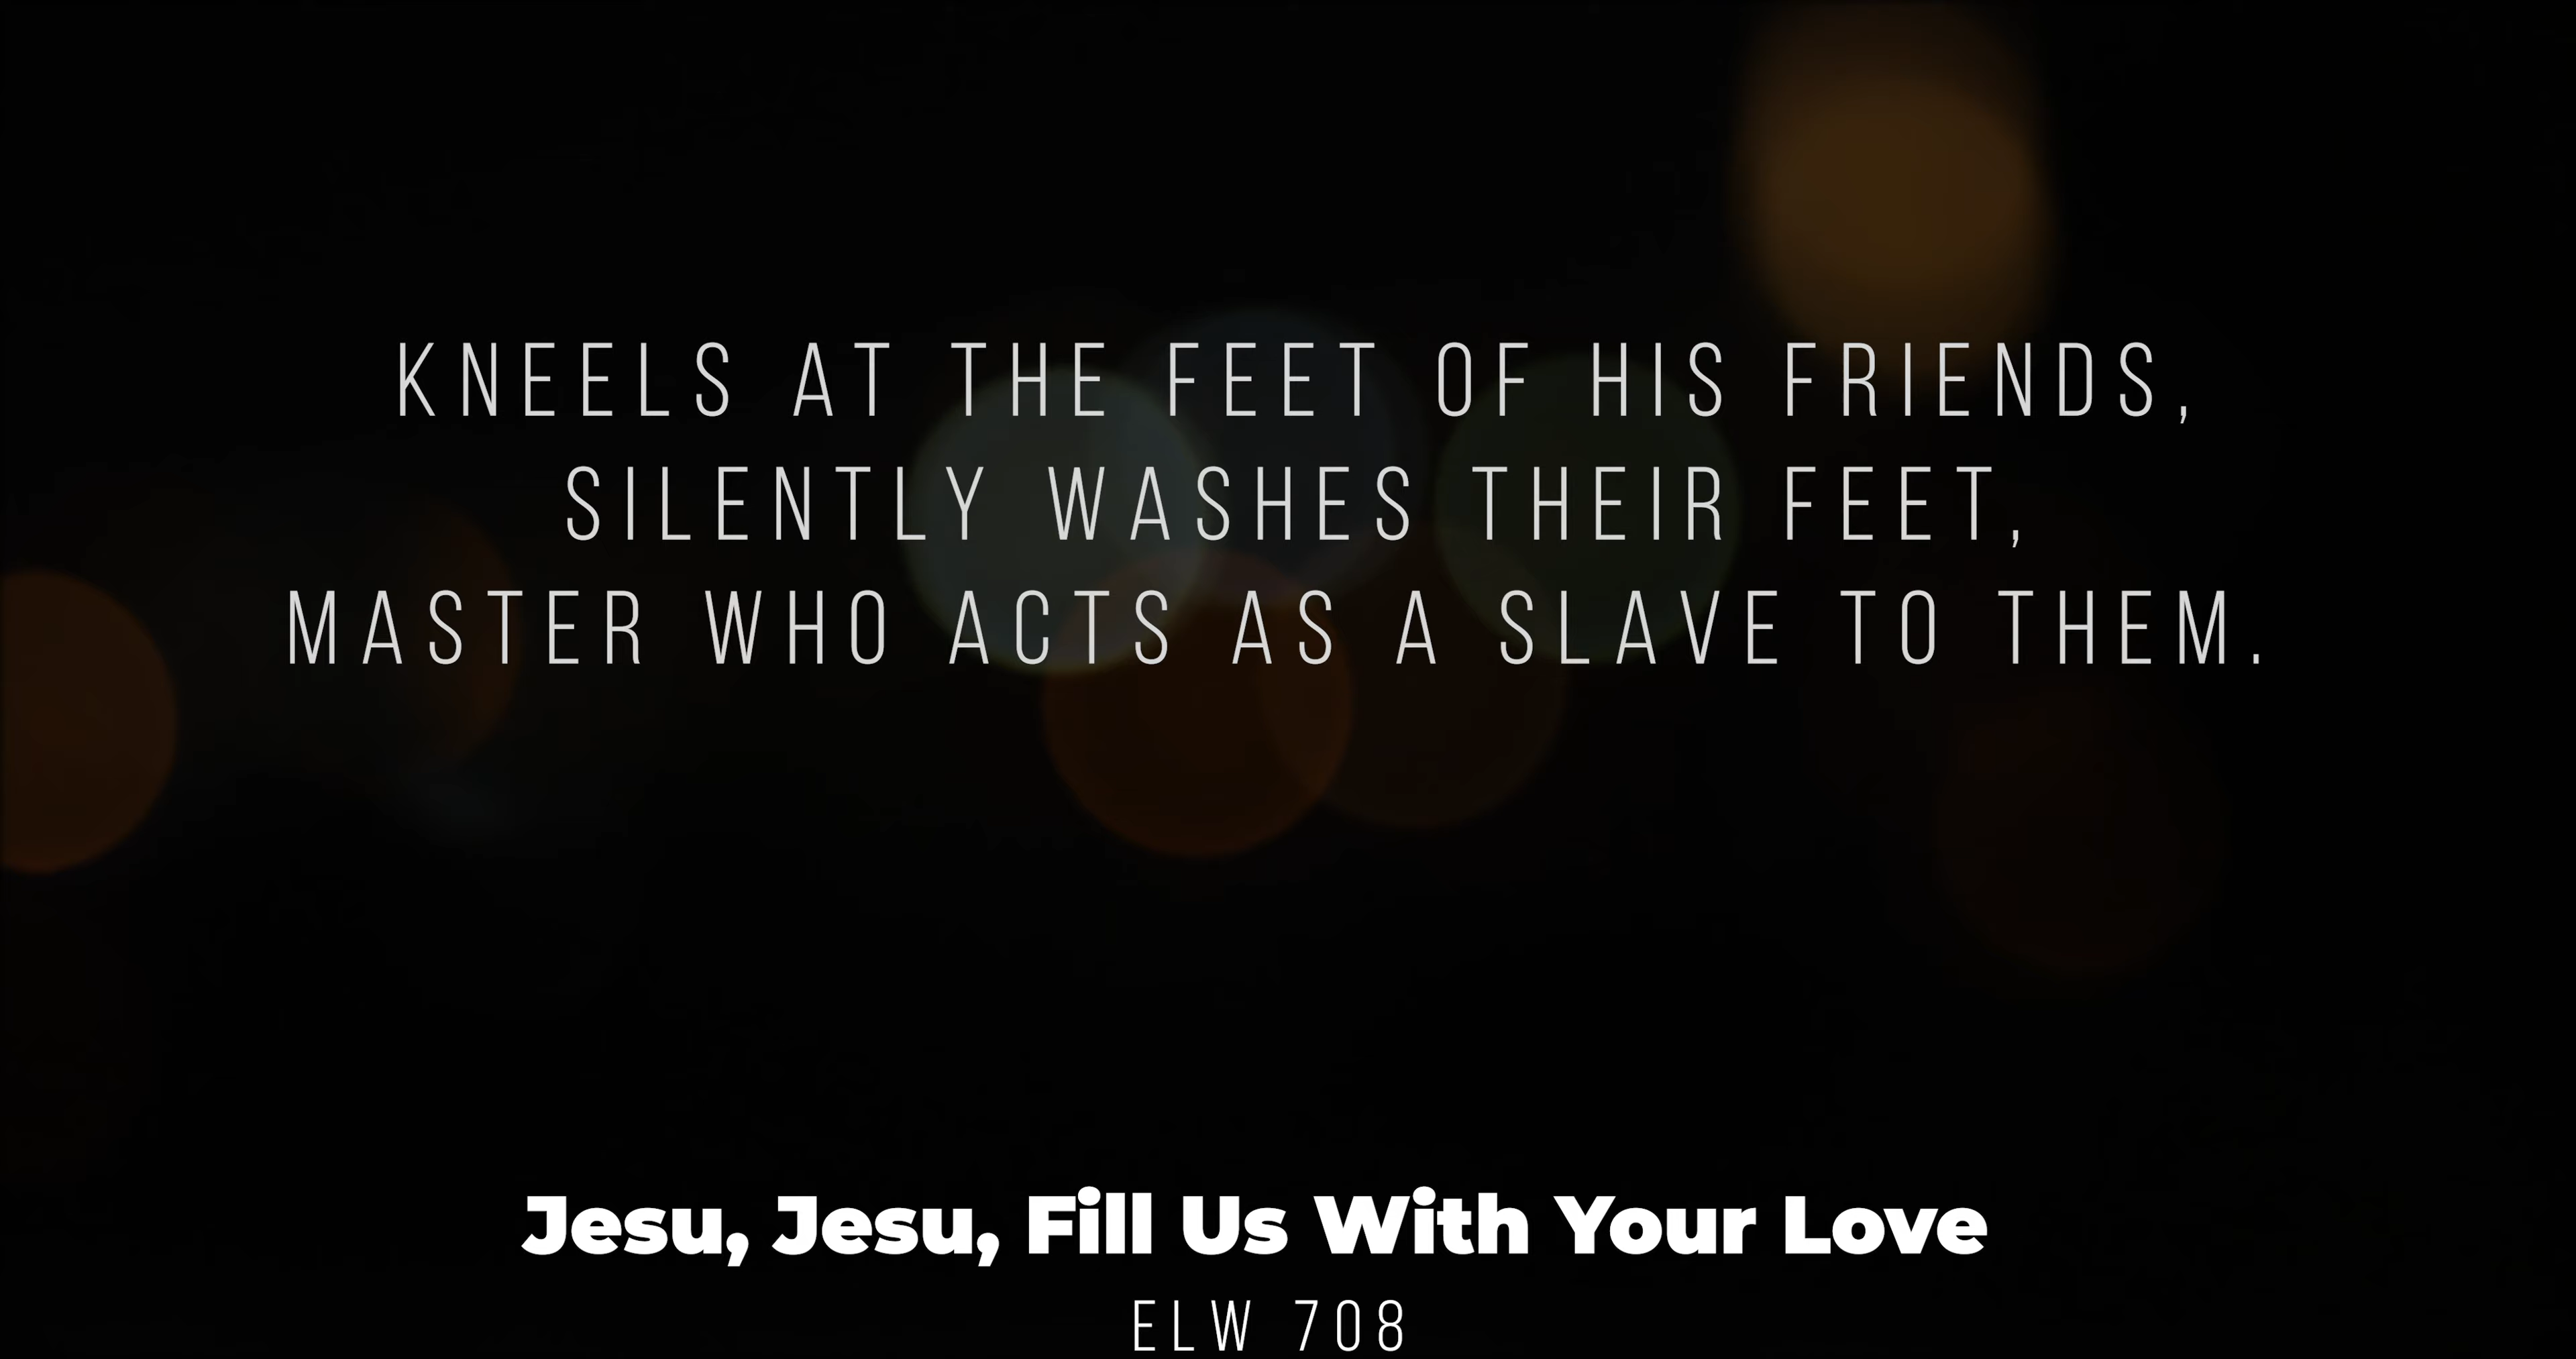 KNEELS AT THE FEET OF HIS FRIENDS,
SILENTLY WASHES THEIR FEET,
MASTER WHO ACTS AS A SLAVE TO THEM.
Jesu, Jesu, Fill Us With Your Love
ELW 708